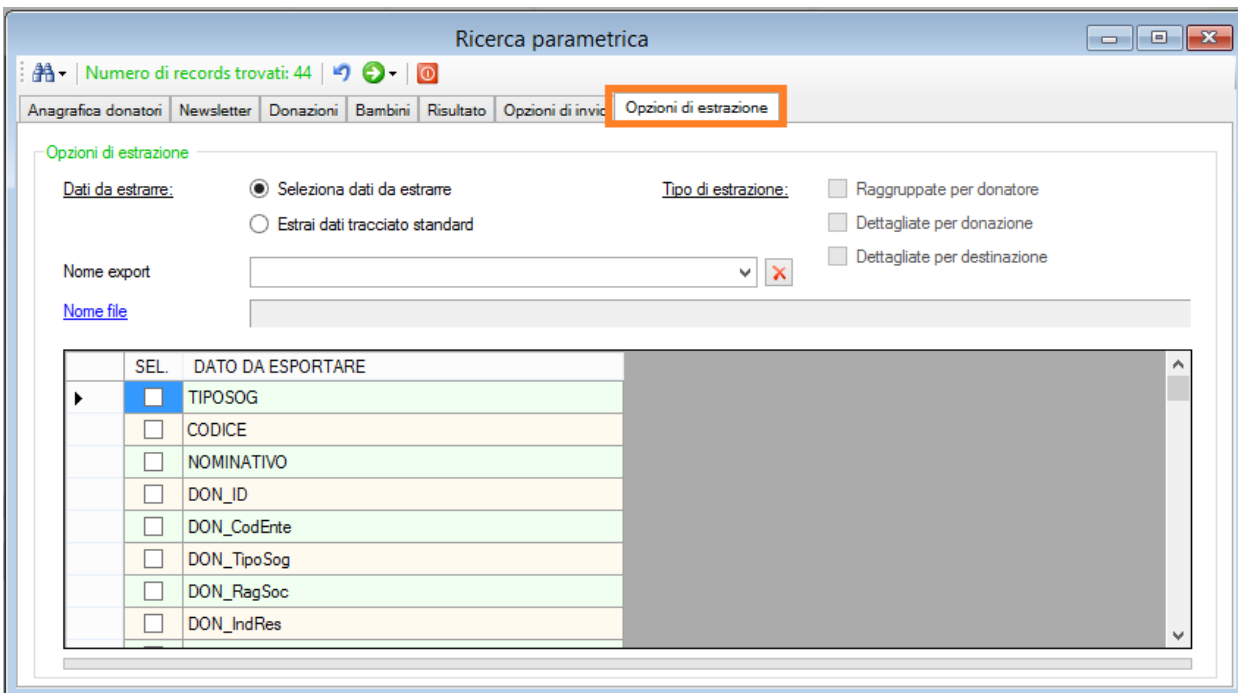 Ricerca parametrica
Numero di records trovati: 44
Anagrafica donatori Newsletter Donazioni Bambini Risultato Opzioni di invio Opzioni di estrazione
Opzioni di estrazione
Dati da estrarre: Seleziona dati da estrarre Tipo di estrazione: Raggruppate per donatore
Estrai dati tracciato standard Dettagliate per donazione
Dettagliate per destinazione
Nome export
Nome file
SEL. DATO DA ESPORTARE
TIPOSOG
CODICE
NOMINATIVO
DON_ID
DON_CodEnte
DON_TipoSog
DON_RagSoc
DON_IndRes